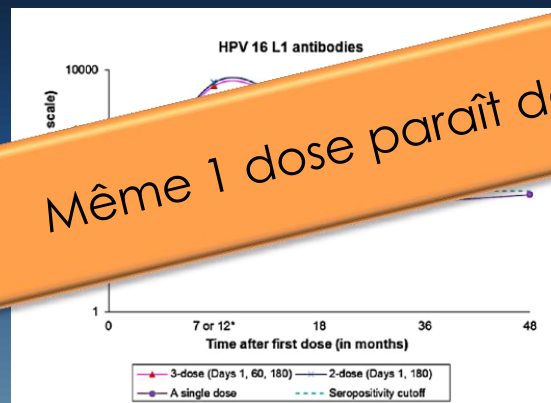 HPV 16 L1 antibodies
10000
scale)
Même 1 dose paraît
1
0 7 or 12* 18 36 48
Time after first dose (in months)
3-dose (Days 1, 60, 180) 2-dose (Days 1, 180)
A single dose Seropositivity cutoff